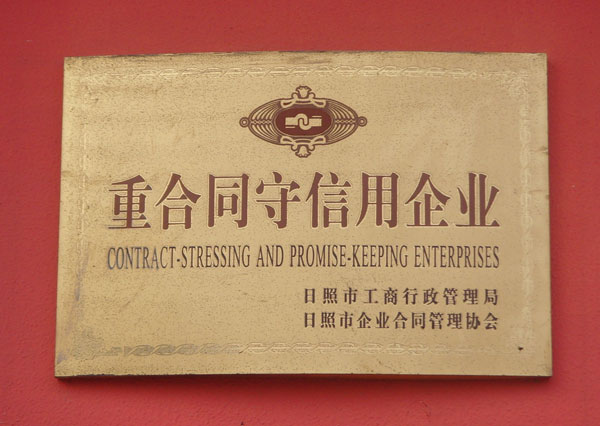 重合同守信用企业
CONTRACT-STRESSING AND PROMISE-KEEPING ENTERPRISES
日照市工商行政管理局
日照市企业合同管理协会